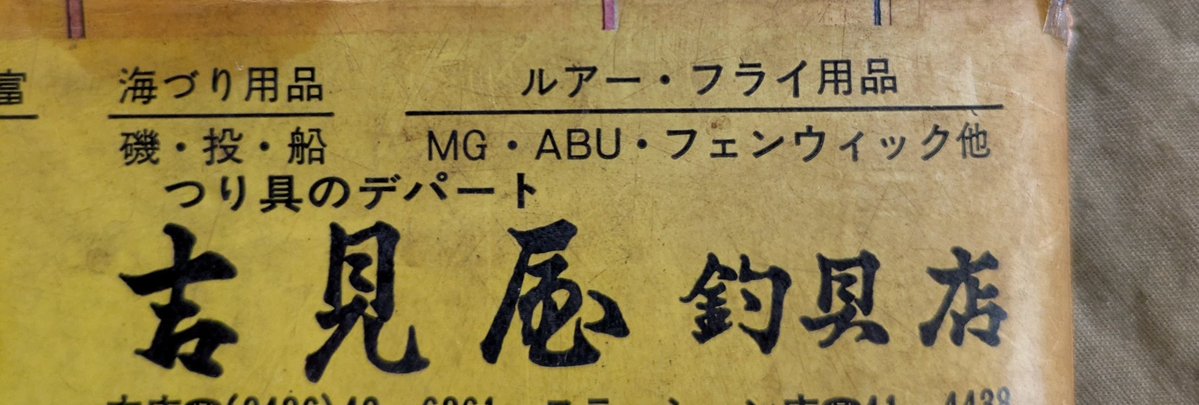 富
海づり用品
磯・投・船
ルアー・フライ用品
MG・ABU・フェンウィック他
つり具のデパート
吉見屋 釣具店